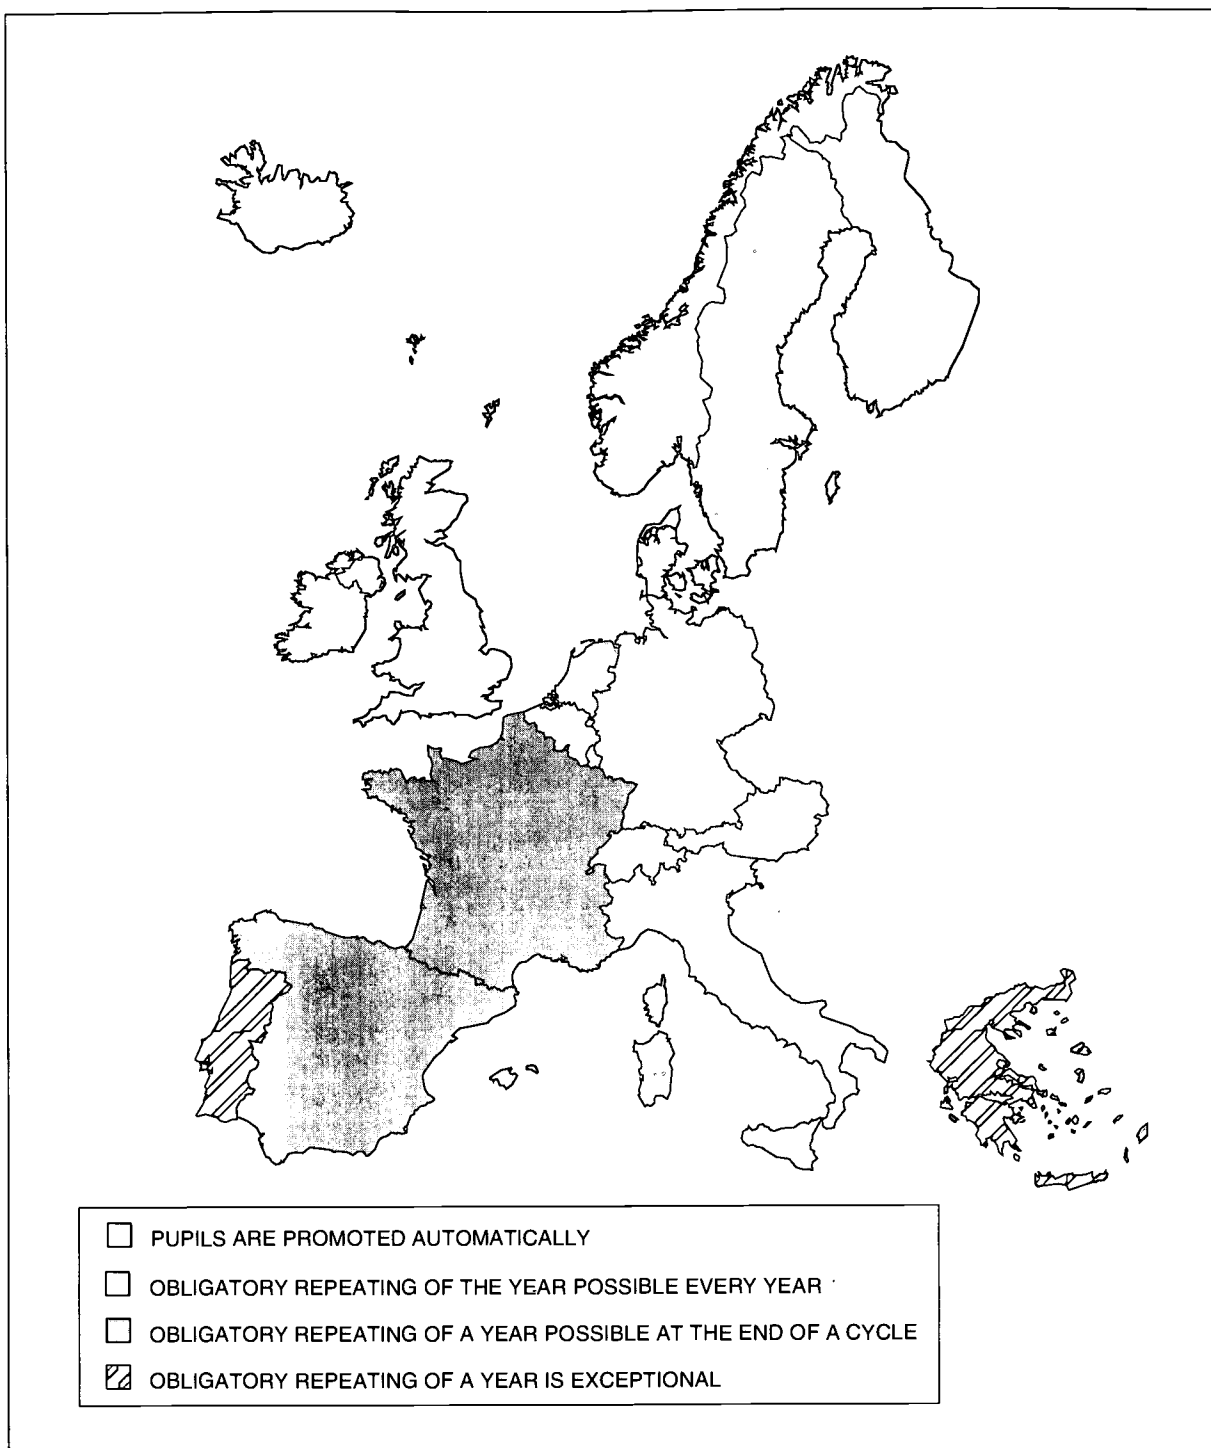 PUPILS ARE PROMOTED AUTOMATICALLY
OBLIGATORY REPEATING OF THE YEAR POSSIBLE EVERY YEAR
OBLIGATORY REPEATING OF A YEAR POSSIBLE AT THE END OF A CYCLE
OBLIGATORY REPEATING OF A YEAR IS EXCEPTIONAL